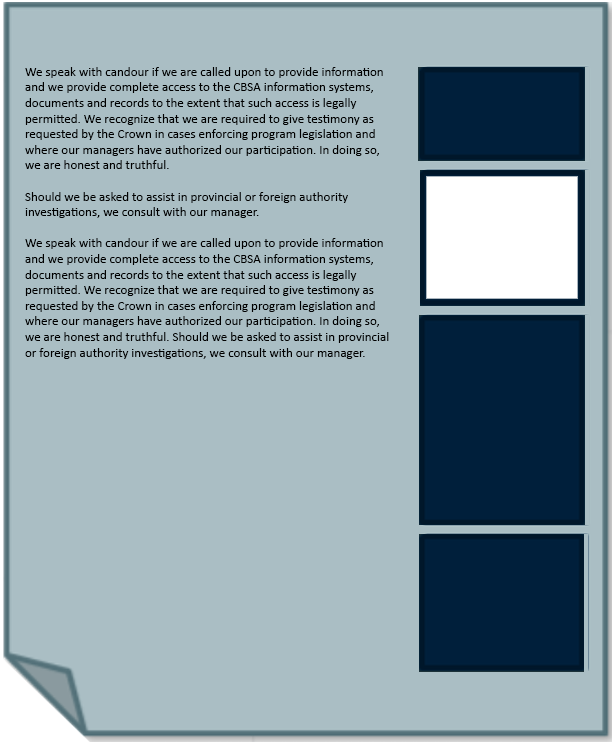 We speak with candour if we are called upon to provide information
and we provide complete access to the CBSA information systems,
documents and records to the extent that such access is legally
permitted. We recognize that we are required to give testimony as
requested by the Crown in cases enforcing program legislation and
where our managers have authorized our participation. In doing so,
we are honest and truthful.
Should we be asked to assist in provincial or foreign authority
investigations, we consult with our manager.
We speak with candour if we are called upon to provide information
and we provide complete access to the CBSA information systems,
documents and records to the extent that such access is legally
permitted. We recognize that we are required to give testimony as
requested by the Crown in cases enforcing program legislation and
where our managers have authorized our participation. In doing so,
we are honest and truthful. Should we be asked to assist in provincial
or foreign authority investigations, we consult with our manager.